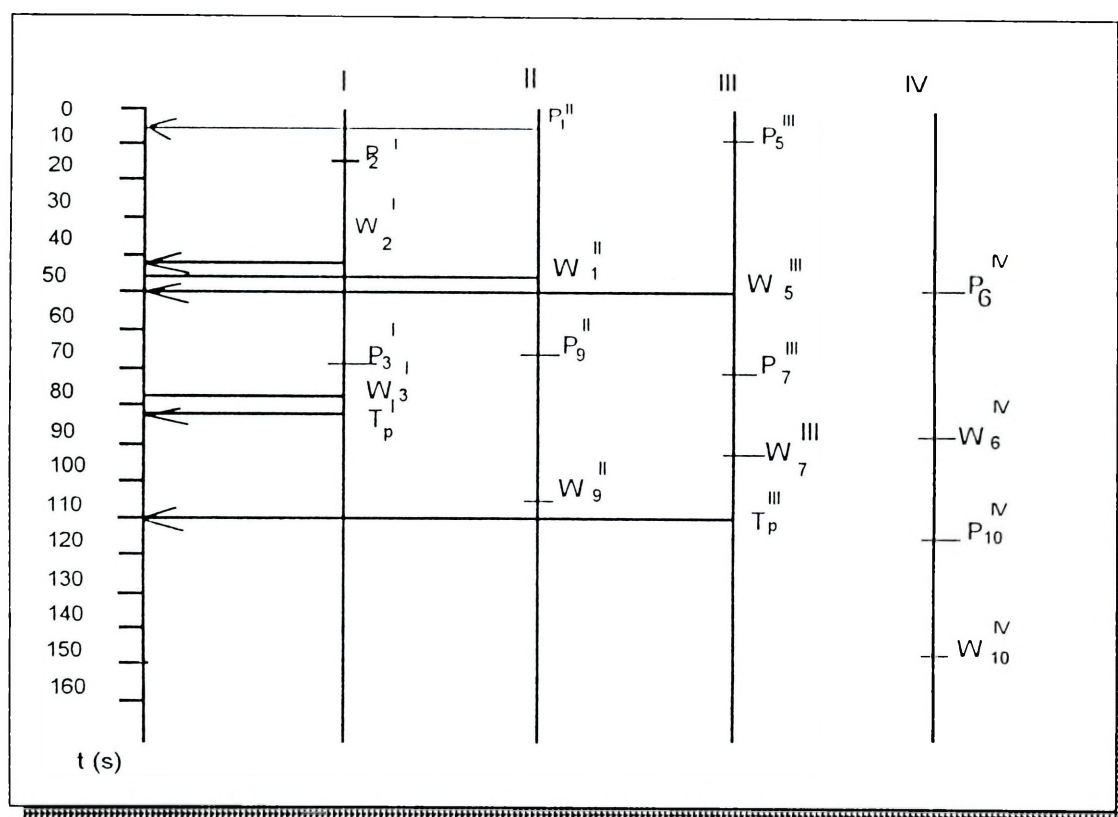 I II III IV
0
P₁ᴵᴵ
10
P₅ᴵᴵᴵ
P₂ᴵ
20
30
W₂ᴵ
40
50
W₁ᴵᴵ
W₅ᴵᴵᴵ
P₆ᴵⱽ
60
70
P₃ᴵ
P₉ᴵᴵ
P₇ᴵᴵᴵ
80
W₃ᴵ
Tₚᴵ
90
W₆ᴵⱽ
100
W₇ᴵᴵᴵ
W₉ᴵᴵ
110
Tₚᴵᴵᴵ
120
P₁₀ᴵⱽ
130
140
150
W₁₀ᴵⱽ
160
t (s)